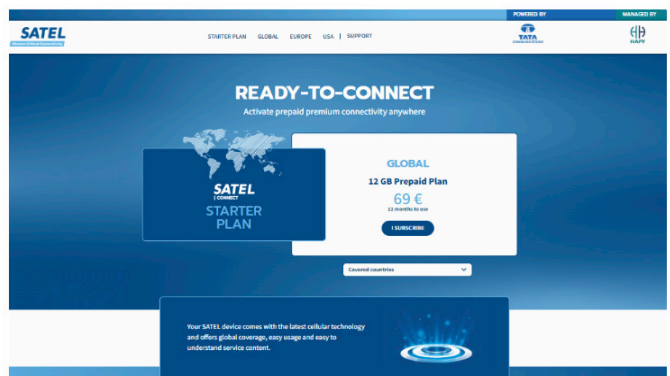 POWERED BY
MANAGED BY
SATEL
TATA
HAPY
STARTER PLAN GLOBAL EUROPE USA | SUPPORT
READY-TO-CONNECT
Activate prepaid premium connectivity anywhere
SATEL
CONNECT
STARTER
PLAN
GLOBAL
12 GB Prepaid Plan
69 €
12 months to use
I SUBSCRIBE
Covered countries
Your SATEL device comes with the latest cellular technology
and offers global coverage, easy usage and easy to
understand service content.